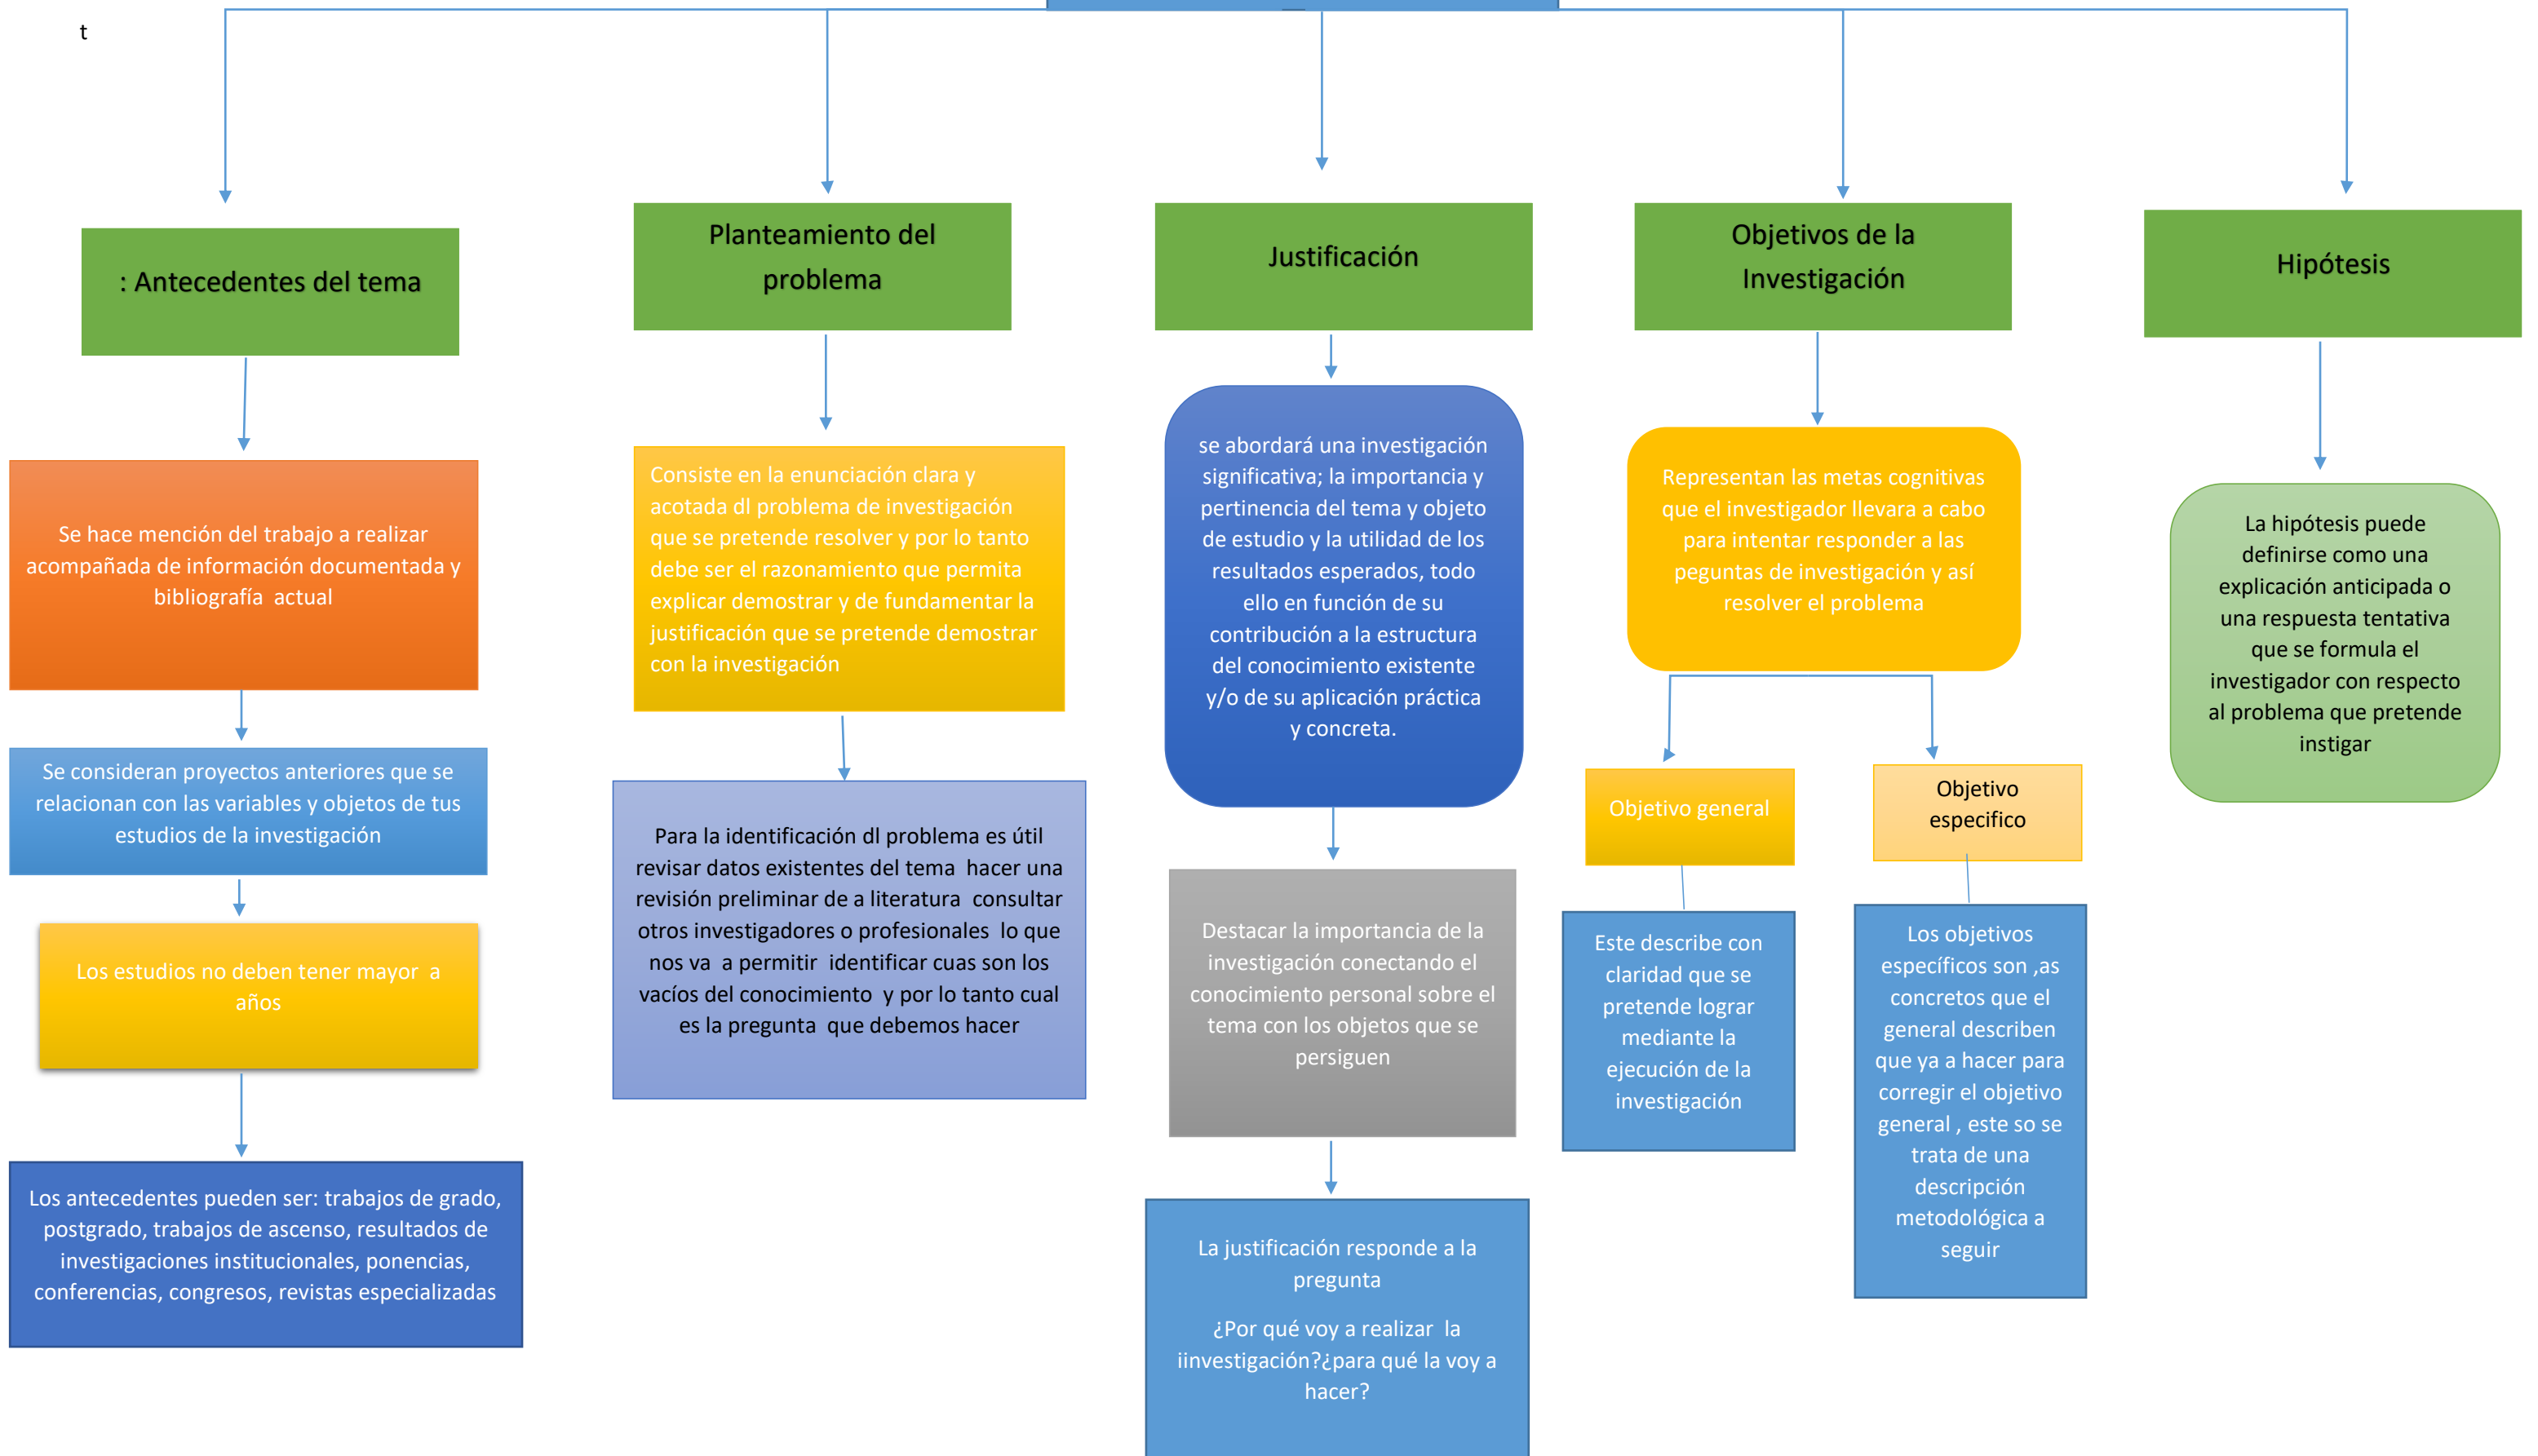 t
: Antecedentes del tema
Se hace mención del trabajo a realizar
acompañada de información documentada y
bibliografía  actual
Se consideran proyectos anteriores que se
relacionan con las variables y objetos de tus
estudios de la investigación
Los estudios no deben tener mayor  a
años
Los antecedentes pueden ser: trabajos de grado,
postgrado, trabajos de ascenso, resultados de
investigaciones institucionales, ponencias,
conferencias, congresos, revistas especializadas
Planteamiento del
problema
Consiste en la enunciación clara y
acotada dl problema de investigación
que se pretende resolver y por lo tanto
debe ser el razonamiento que permita
explicar demostrar y de fundamentar la
justificación que se pretende demostrar
con la investigación
Para la identificación dl problema es útil
revisar datos existentes del tema  hacer una
revisión preliminar de a literatura  consultar
otros investigadores o profesionales  lo que
nos va  a permitir  identificar cuas son los
vacíos del conocimiento  y por lo tanto cual
es la pregunta  que debemos hacer
Justificación
se abordará una investigación
significativa; la importancia y
pertinencia del tema y objeto
de estudio y la utilidad de los
resultados esperados, todo
ello en función de su
contribución a la estructura
del conocimiento existente
y/o de su aplicación práctica
y concreta.
Destacar la importancia de la
investigación conectando el
conocimiento personal sobre el
tema con los objetos que se
persiguen
La justificación responde a la
pregunta
¿Por qué voy a realizar  la
iinvestigación?¿para qué la voy a
hacer?
Objetivos de la
Investigación
Representan las metas cognitivas
que el investigador llevara a cabo
para intentar responder a las
peguntas de investigación y así
resolver el problema
Objetivo general
Este describe con
claridad que se
pretende lograr
mediante la
ejecución de la
investigación
Objetivo
especifico
Los objetivos
específicos son ,as
concretos que el
general describen
que ya a hacer para
corregir el objetivo
general , este so se
trata de una
descripción
metodológica a
seguir
Hipótesis
La hipótesis puede
definirse como una
explicación anticipada o
una respuesta tentativa
que se formula el
investigador con respecto
al problema que pretende
instigar